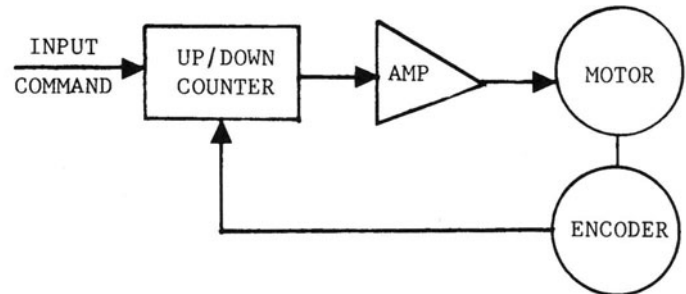 INPUT
COMMAND
UP/DOWN
COUNTER
AMP
MOTOR
ENCODER